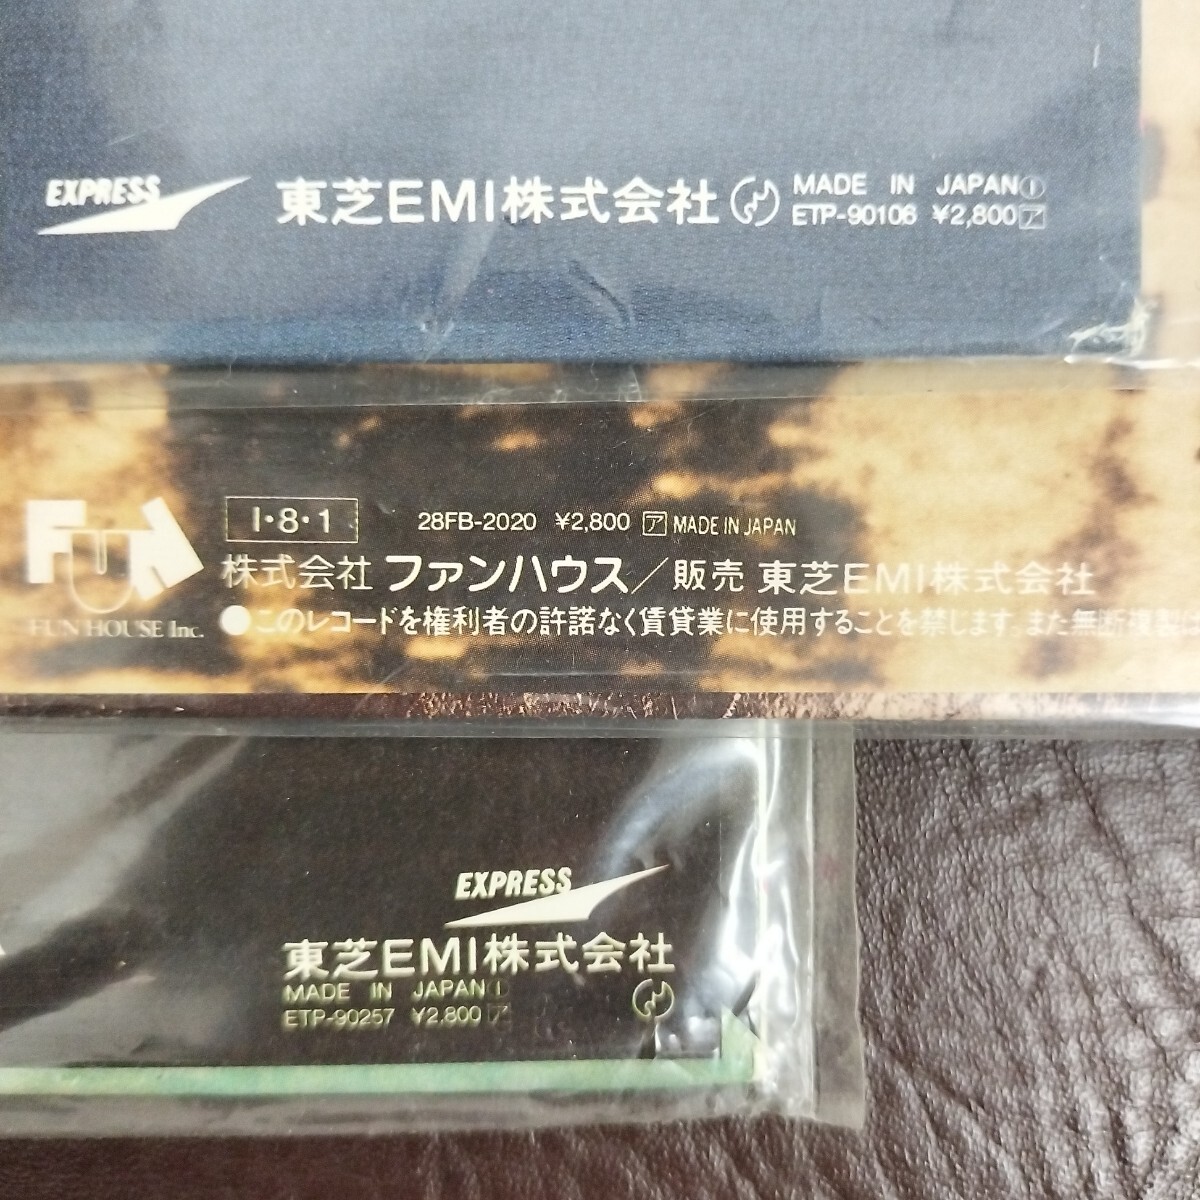 EXPRESS
東芝EMI株式会社
MADE IN JAPAN Ⓘ
ETP-90106 ¥2,800 ア
FUN
FUN HOUSE Inc.
I・8・1
28FB-2020 ¥2,800 ア MADE IN JAPAN
株式会社 ファンハウス／販売 東芝EMI株式会社
●このレコードを権利者の許諾なく賃貸業に使用することを禁じます。また無断複製は
EXPRESS
東芝EMI株式会社
MADE IN JAPAN Ⓘ
ETP-90257 ¥2,800 ア